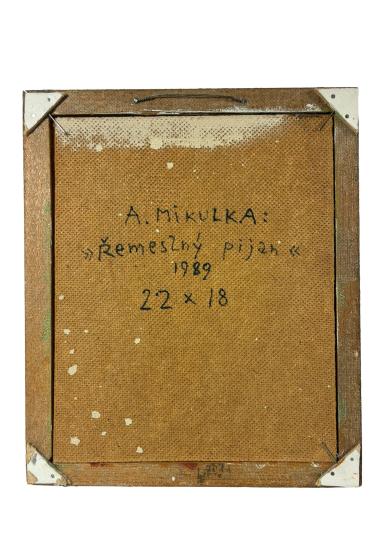 A. MiKULKA:
»Řemeslný pijan«
1989
22 x 18